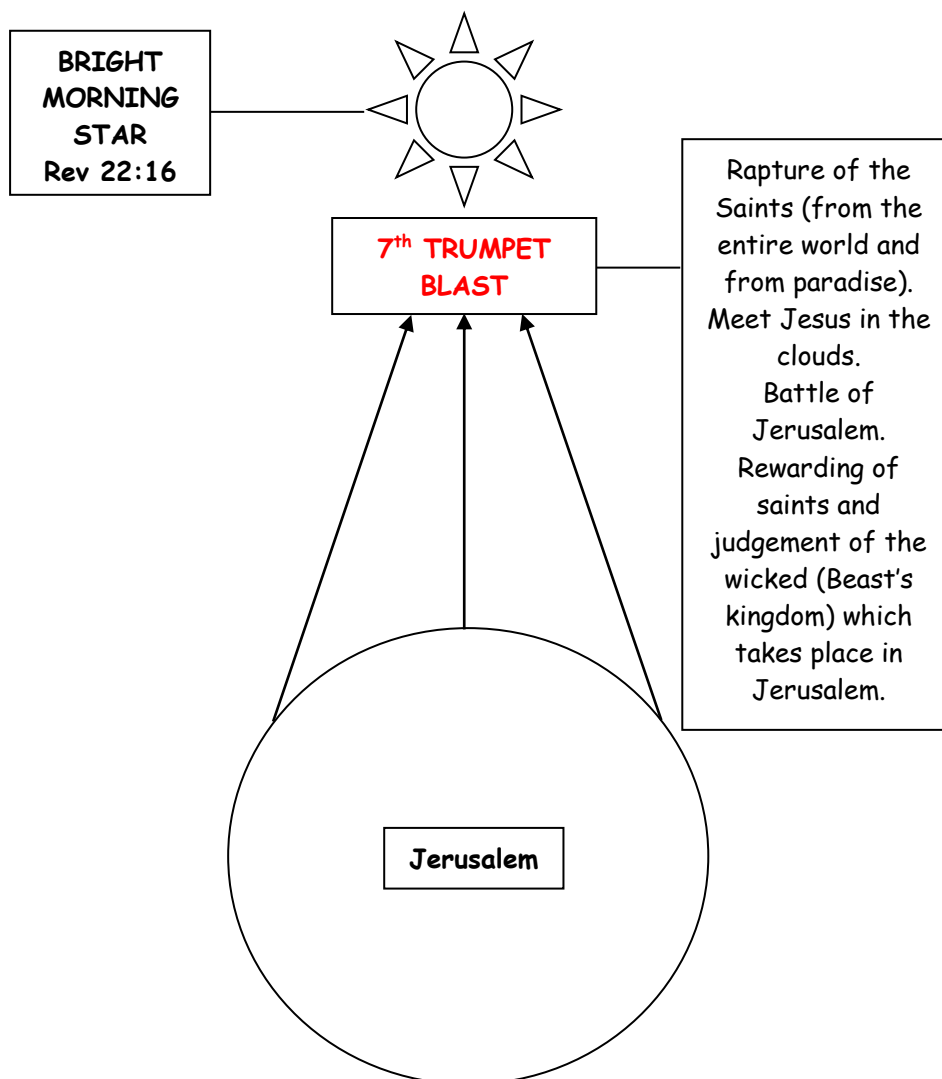 BRIGHT
MORNING
STAR
Rev 22:16
7th TRUMPET
BLAST
Rapture of the
Saints (from the
entire world and
from paradise).
Meet Jesus in the
clouds.
Battle of
Jerusalem.
Rewarding of
saints and
judgement of the
wicked (Beast’s
kingdom) which
takes place in
Jerusalem.
Jerusalem